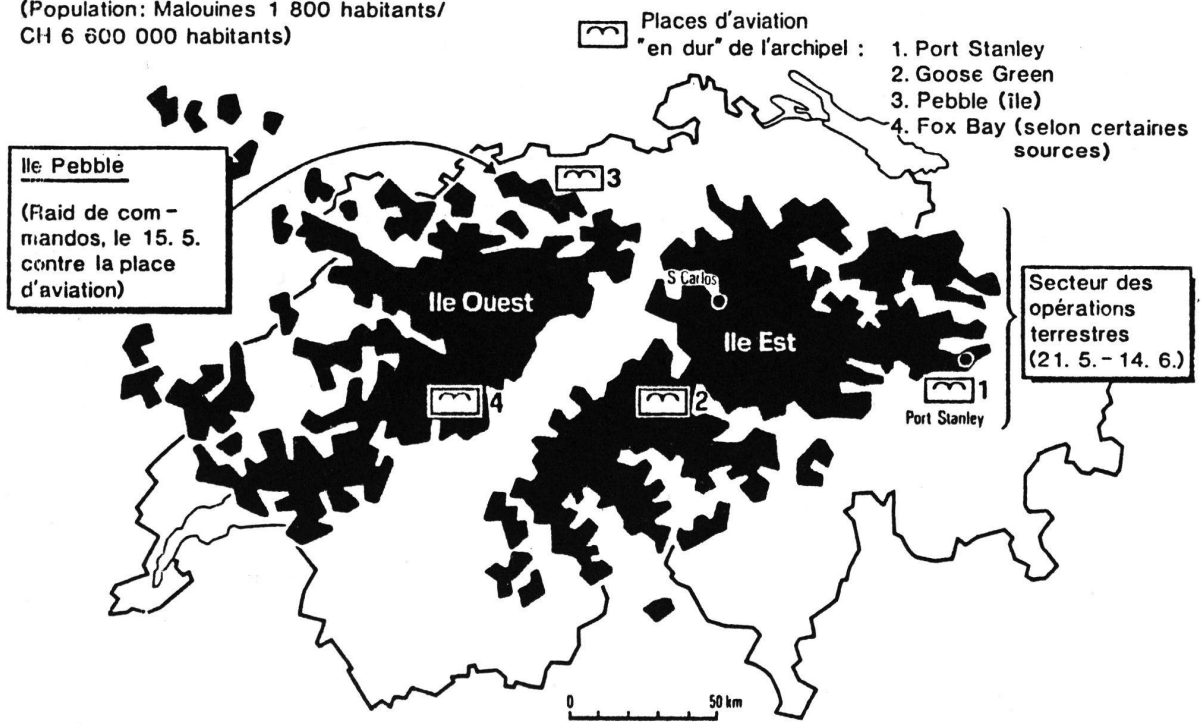 (Population: Malouines 1 800 habitants/
CH 6 600 000 habitants)
Places d'aviation
"en dur" de l'archipel :
1. Port Stanley
2. Goose Green
3. Pebble (île)
4. Fox Bay (selon certaines
sources)
Ile Pebble
(Raid de com-
mandos, le 15. 5.
contre la place
d'aviation)
3
S Carlos
Ile Ouest
Ile Est
Secteur des
opérations
terrestres
(21. 5. - 14. 6.)
4
2
1
Port Stanley
0 50 km